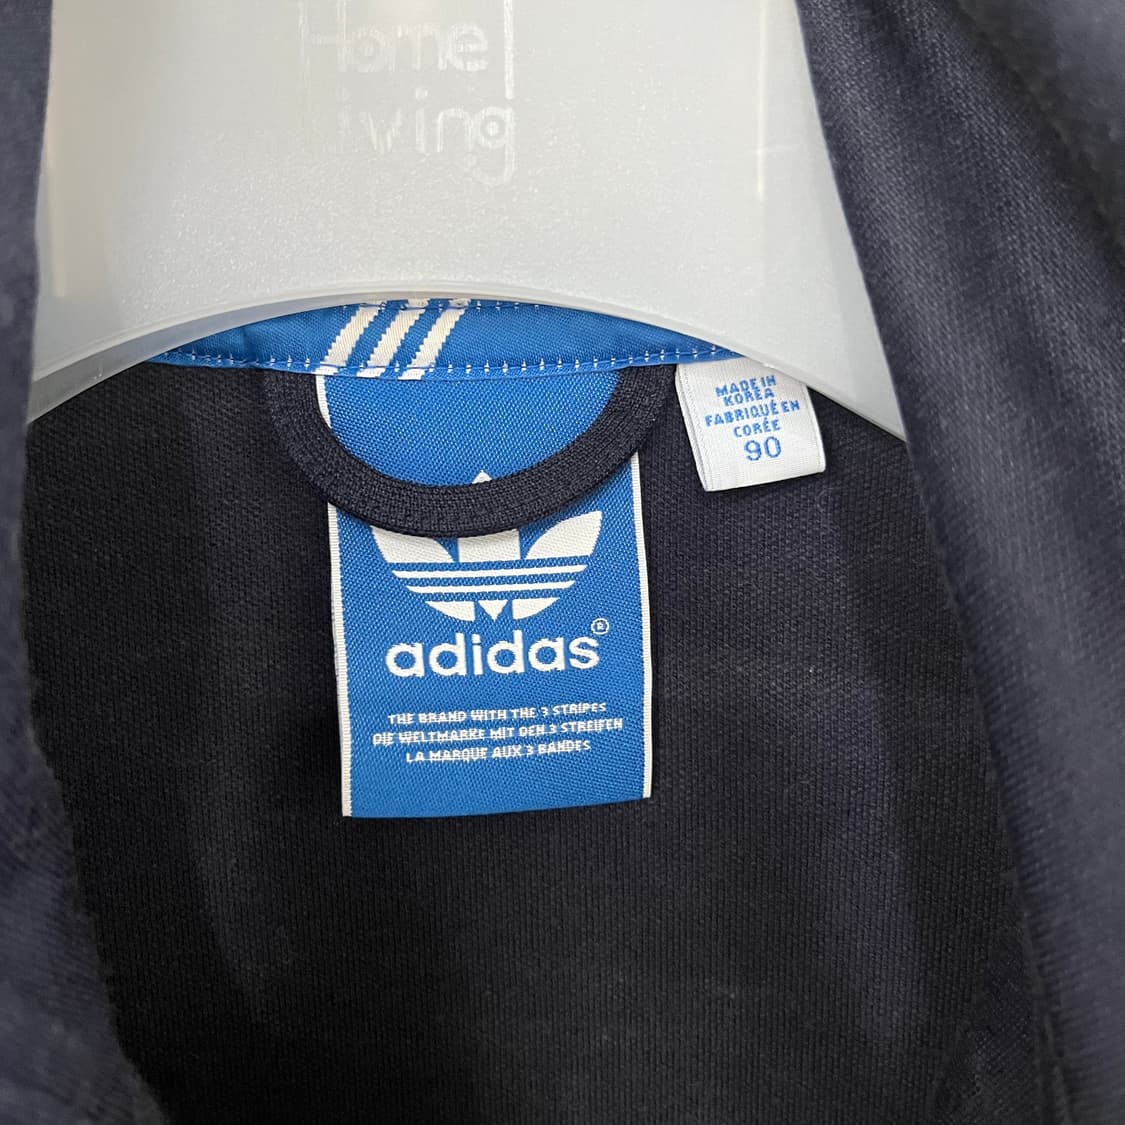 Home
Living
MADE IN
KOREA
FABRIQUÉ EN
CORÉE
90
adidas®
THE BRAND WITH THE 3 STRIPES
DIE WELTMARKE MIT DEN 3 STREIFEN
LA MARQUE AUX 3 BANDES